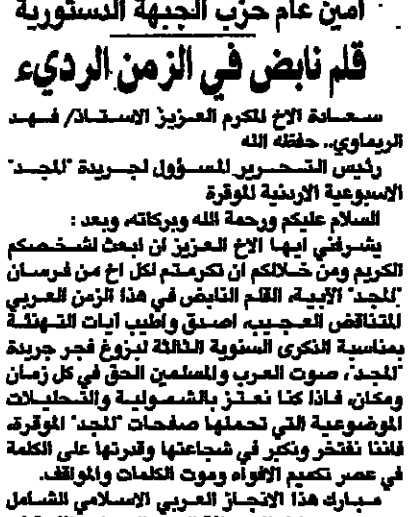 أمين عام حزب الجبهة الدستورية
قلم نابض في الزمن الرديء
سعادة الاخ المكرم العزيز الاستاذ/ فهد
الريماوي.. حفظه الله
رئيس التحرير المسؤول لجريدة "المجد"
الاسبوعية الاردنية الموقرة
السلام عليكم ورحمة الله وبركاته، وبعد :
يشرفني ايها الاخ العزيز ان ابعث لشخصكم
الكريم ومن خلالكم ان تكرمتم لكل اخ من فرسان
"المجد" الأبية، القلم النابض في هذا الزمن العربي
المتناقض العجيب، اصدق واطيب آيات التهنئة
بمناسبة الذكرى السنوية الثالثة لبزوغ فجر جريدة
"المجد"، صوت العرب والمسلمين الحق في كل زمان
ومكان، فاذا كنا نعتز بالشمولية والتحليلات
الموضوعية التي تحملها صفحات "المجد" الموقرة،
فاننا نفتخر ونكبر في شجاعتها وقدرتها على الكلمة
في عصر تكميم الافواه وموت الكلمات والمواقف.
مبارك هذا الانجاز العربي الاسلامي الشامل